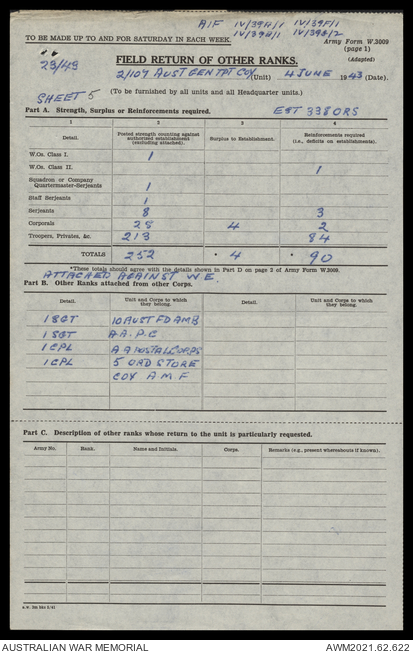 A/F IV/39A/1 IV/39F/1
IV/39D/1 IV/39G/2
TO BE MADE UP TO AND FOR SATURDAY IN EACH WEEK.
Army Form W.3009
(page 1)
(Adapted)
23/43
FIELD RETURN OF OTHER RANKS.
2/107 AUST GEN TPT COY (Unit) 4 JUNE 1943 (Date).
(To be furnished by all units and all Headquarter units.)
SHEET 5
Part A. Strength, Surplus or Reinforcements required.
EST 338 ORS
1 2 3 4
Detail. Posted strength counting against authorised establishment (excluding attached). Surplus to Establishment. Reinforcements required (i.e., deficits on establishments).
W.Os. Class I. 1
W.Os. Class II. 1
Squadron or Company Quartermaster-Serjeants 1
Staff Serjeants 1
Serjeants 8 3
Corporals 28 4 2
Troopers, Privates, &c. 213 84
TOTALS 252 4 90
*These totals should agree with the details shown in Part D on page 2 of Army Form W.3009.
ATTACHED AGAINST WE
Part B. Other Ranks attached from other Corps.
Detail. Unit and Corps to which they belong. Detail. Unit and Corps to which they belong.
1 SGT 10 AUST FD AMB
1 SGT A.A.P.C
1 CPL A A POSTAL CORPS
1 CPL 5 ORD STORE
COY A M F
Part C. Description of other ranks whose return to the unit is particularly requested.
Army No. Rank. Name and Initials. Corps. Remarks (e.g., present whereabouts if known).
AUSTRALIAN WAR MEMORIAL
AWM2021.62.622